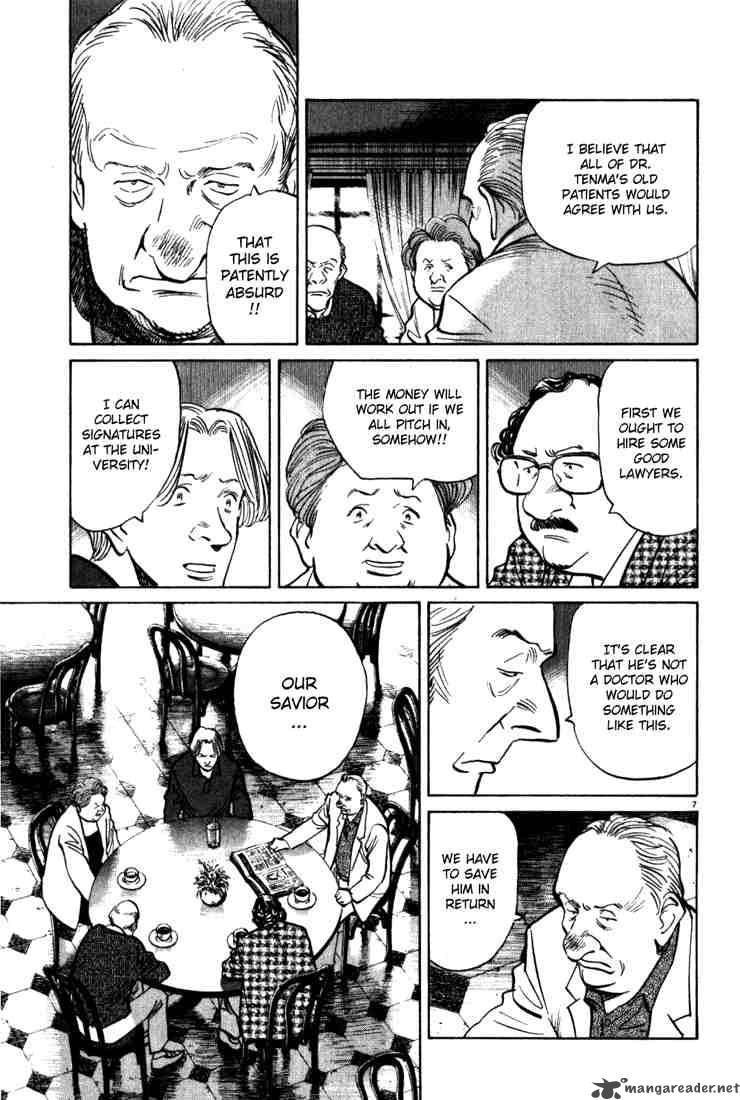 I BELIEVE THAT
ALL OF DR.
TENMA'S OLD
PATIENTS WOULD
AGREE WITH US.
THAT
THIS IS
PATENTLY
ABSURD
!!
FIRST WE
OUGHT TO
HIRE SOME
GOOD
LAWYERS.
THE MONEY WILL
WORK OUT IF WE
ALL PITCH IN,
SOMEHOW!!
I CAN
COLLECT
SIGNATURES
AT THE UNI-
VERSITY!
IT'S CLEAR
THAT HE'S NOT
A DOCTOR WHO
WOULD DO
SOMETHING
LIKE THIS.
7
WE HAVE
TO SAVE
HIM IN
RETURN
...
OUR
SAVIOR
...
mangareader.net